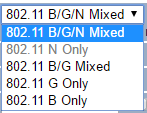 802.11 B/G/N Mixed
802.11 B/G/N Mixed
802.11 N Only
802.11 B/G Mixed
802.11 G Only
802.11 B Only